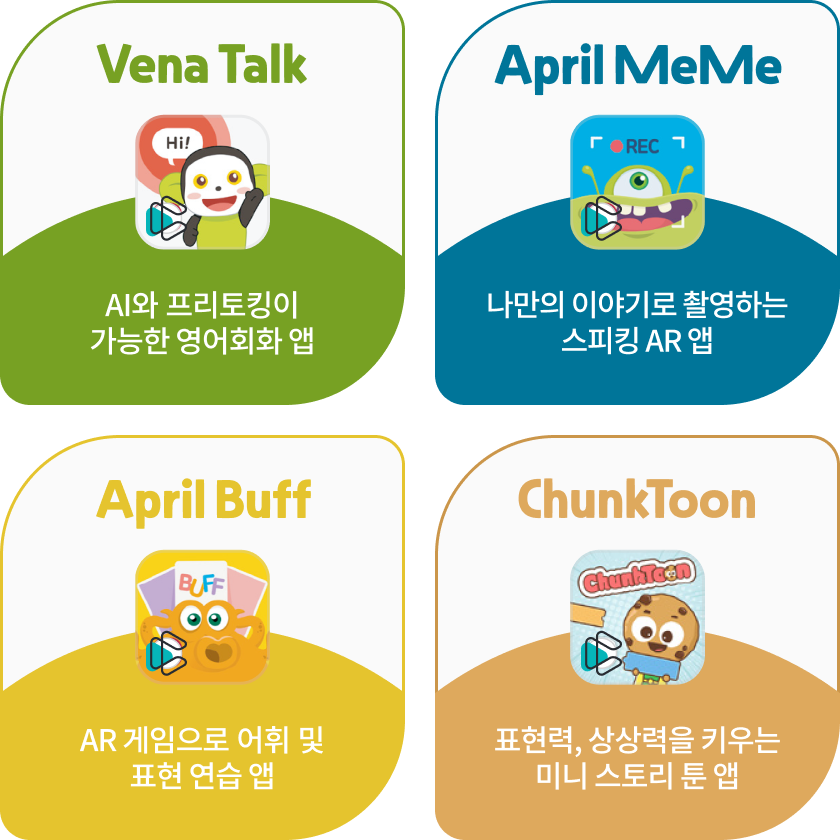 Vena Talk
Hi!
AI와 프리토킹이
가능한 영어회화 앱
April MeMe
REC
나만의 이야기로 촬영하는
스피킹 AR 앱
April Buff
BUFF
AR 게임으로 어휘 및
표현 연습 앱
ChunkToon
ChunkToon
표현력, 상상력을 키우는
미니 스토리 툰 앱